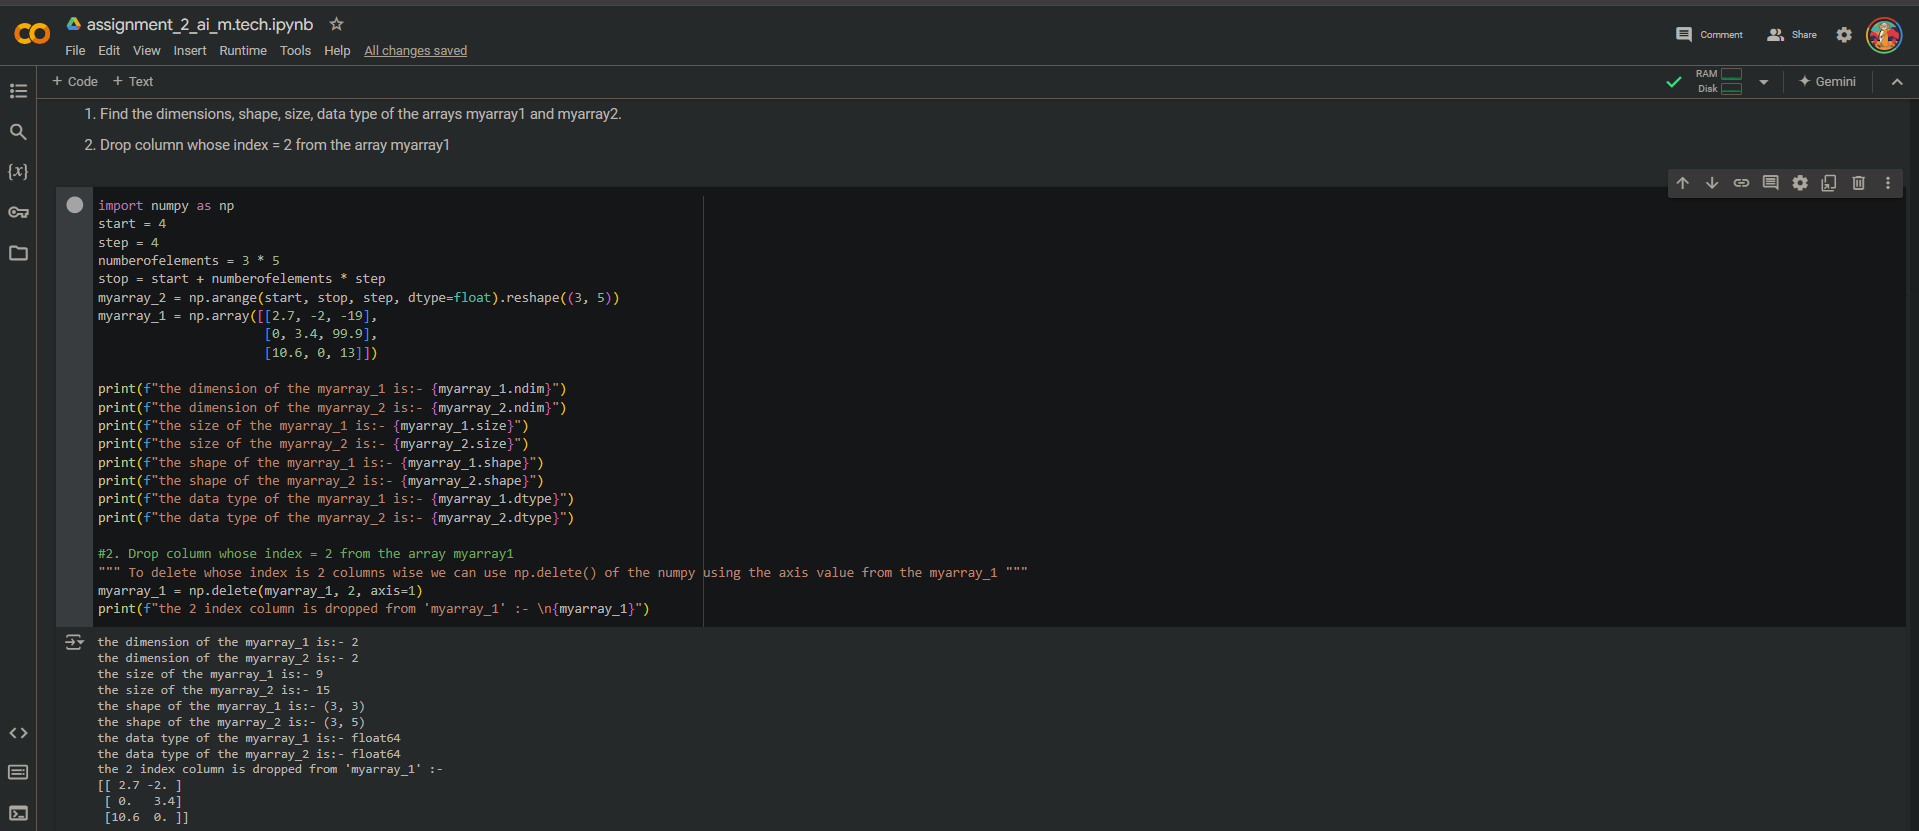 assignment_2_ai_m.tech.ipynb
File Edit View Insert Runtime Tools Help All changes saved
Comment Share
+ Code + Text
RAM
Disk
Gemini
1. Find the dimensions, shape, size, data type of the arrays myarray1 and myarray2.
2. Drop column whose index = 2 from the array myarray1
{x}
import numpy as np
start = 4
step = 4
numberofelements = 3 * 5
stop = start + numberofelements * step
myarray_2 = np.arange(start, stop, step, dtype=float).reshape((3, 5))
myarray_1 = np.array([[2.7, -2, -19],
[0, 3.4, 99.9],
[10.6, 0, 13]])
print(f"the dimension of the myarray_1 is:- {myarray_1.ndim}")
print(f"the dimension of the myarray_2 is:- {myarray_2.ndim}")
print(f"the size of the myarray_1 is:- {myarray_1.size}")
print(f"the size of the myarray_2 is:- {myarray_2.size}")
print(f"the shape of the myarray_1 is:- {myarray_1.shape}")
print(f"the shape of the myarray_2 is:- {myarray_2.shape}")
print(f"the data type of the myarray_1 is:- {myarray_1.dtype}")
print(f"the data type of the myarray_2 is:- {myarray_2.dtype}")
#2. Drop column whose index = 2 from the array myarray1
""" To delete whose index is 2 columns wise we can use np.delete() of the numpy using the axis value from the myarray_1 """
myarray_1 = np.delete(myarray_1, 2, axis=1)
print(f"the 2 index column is dropped from 'myarray_1' :- \n{myarray_1}")
the dimension of the myarray_1 is:- 2
the dimension of the myarray_2 is:- 2
the size of the myarray_1 is:- 9
the size of the myarray_2 is:- 15
the shape of the myarray_1 is:- (3, 3)
the shape of the myarray_2 is:- (3, 5)
the data type of the myarray_1 is:- float64
the data type of the myarray_2 is:- float64
the 2 index column is dropped from 'myarray_1' :-
[[ 2.7 -2. ]
[ 0. 3.4]
[10.6 0. ]]